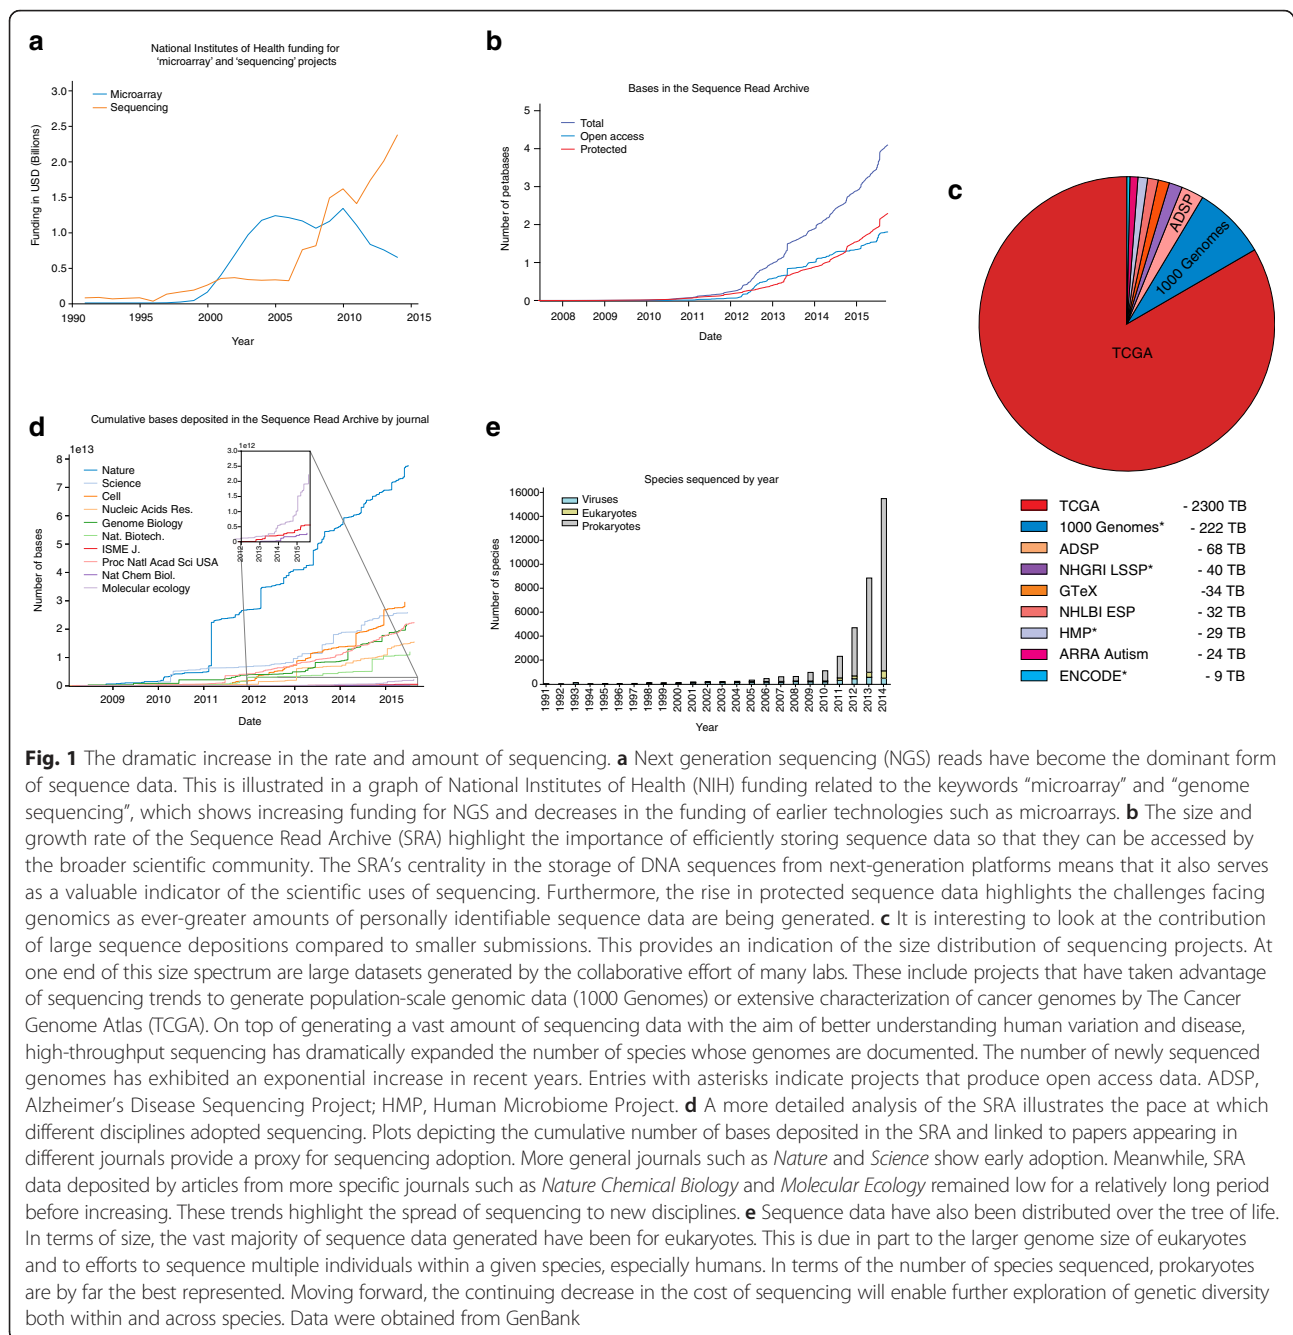 a
National Institutes of Health funding for
'microarray' and 'sequencing' projects
3.0
2.5
2.0
1.5
1.0
0.5
0
Funding in USD (Billions)
Microarray
Sequencing
1990
1995
2000
2005
2010
2015
Year
b
Bases in the Sequence Read Archive
5
4
3
2
1
0
Number of petabases
Total
Open access
Protected
2008
2009
2010
2011
2012
2013
2014
2015
Date
c
ADSP
1000 Genomes
TCGA
TCGA - 2300 TB
1000 Genomes* - 222 TB
ADSP - 68 TB
NHGRI LSSP* - 40 TB
GTeX -34 TB
NHLBI ESP - 32 TB
HMP* - 29 TB
ARRA Autism - 24 TB
ENCODE* - 9 TB
d
Cumulative bases deposited in the Sequence Read Archive by journal
1e13
8
7
6
5
4
3
2
1
0
Number of bases
Nature
Science
Cell
Nucleic Acids Res.
Genome Biology
Nat. Biotech.
ISME J.
Proc Natl Acad Sci USA
Nat Chem Biol.
Molecular ecology
1e12
3.0
2.5
2.0
1.5
1.0
0.5
0
2012
2013
2014
2015
2009
2010
2011
2012
2013
2014
2015
Date
e
Species sequenced by year
16000
14000
12000
10000
8000
6000
4000
2000
0
Number of species
Viruses
Eukaryotes
Prokaryotes
1991
1992
1993
1994
1995
1996
1997
1998
1999
2000
2001
2002
2003
2004
2005
2006
2007
2008
2009
2010
2011
2012
2013
2014
Year
Fig. 1 The dramatic increase in the rate and amount of sequencing. a Next generation sequencing (NGS) reads have become the dominant form
of sequence data. This is illustrated in a graph of National Institutes of Health (NIH) funding related to the keywords “microarray” and “genome
sequencing”, which shows increasing funding for NGS and decreases in the funding of earlier technologies such as microarrays. b The size and
growth rate of the Sequence Read Archive (SRA) highlight the importance of efficiently storing sequence data so that they can be accessed by
the broader scientific community. The SRA’s centrality in the storage of DNA sequences from next-generation platforms means that it also serves
as a valuable indicator of the scientific uses of sequencing. Furthermore, the rise in protected sequence data highlights the challenges facing
genomics as ever-greater amounts of personally identifiable sequence data are being generated. c It is interesting to look at the contribution
of large sequence depositions compared to smaller submissions. This provides an indication of the size distribution of sequencing projects. At
one end of this size spectrum are large datasets generated by the collaborative effort of many labs. These include projects that have taken advantage
of sequencing trends to generate population-scale genomic data (1000 Genomes) or extensive characterization of cancer genomes by The Cancer
Genome Atlas (TCGA). On top of generating a vast amount of sequencing data with the aim of better understanding human variation and disease,
high-throughput sequencing has dramatically expanded the number of species whose genomes are documented. The number of newly sequenced
genomes has exhibited an exponential increase in recent years. Entries with asterisks indicate projects that produce open access data. ADSP,
Alzheimer’s Disease Sequencing Project; HMP, Human Microbiome Project. d A more detailed analysis of the SRA illustrates the pace at which
different disciplines adopted sequencing. Plots depicting the cumulative number of bases deposited in the SRA and linked to papers appearing in
different journals provide a proxy for sequencing adoption. More general journals such as Nature and Science show early adoption. Meanwhile, SRA
data deposited by articles from more specific journals such as Nature Chemical Biology and Molecular Ecology remained low for a relatively long period
before increasing. These trends highlight the spread of sequencing to new disciplines. e Sequence data have also been distributed over the tree of life.
In terms of size, the vast majority of sequence data generated have been for eukaryotes. This is due in part to the larger genome size of eukaryotes
and to efforts to sequence multiple individuals within a given species, especially humans. In terms of the number of species sequenced, prokaryotes
are by far the best represented. Moving forward, the continuing decrease in the cost of sequencing will enable further exploration of genetic diversity
both within and across species. Data were obtained from GenBank